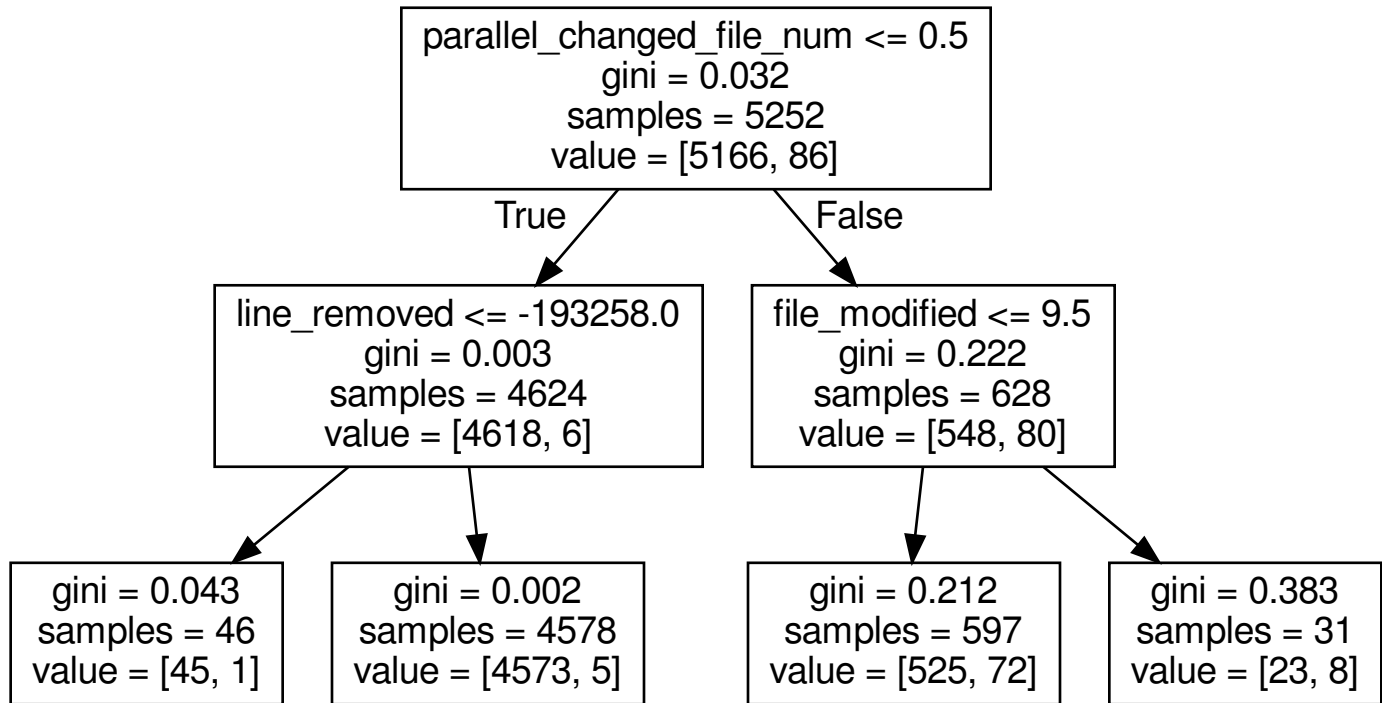 parallel_changed_file_num <= 0.5
gini = 0.032
samples = 5252
value = [5166, 86]
True
False
line_removed <= -193258.0
gini = 0.003
samples = 4624
value = [4618, 6]
file_modified <= 9.5
gini = 0.222
samples = 628
value = [548, 80]
gini = 0.043
samples = 46
value = [45, 1]
gini = 0.002
samples = 4578
value = [4573, 5]
gini = 0.212
samples = 597
value = [525, 72]
gini = 0.383
samples = 31
value = [23, 8]